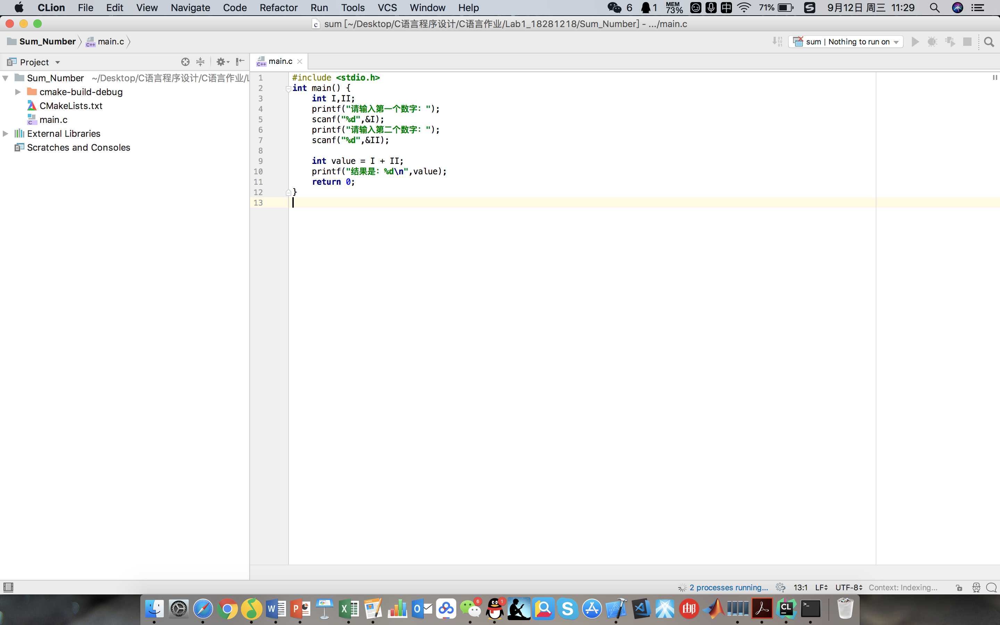 CLion File Edit View Navigate Code Refactor Run Tools VCS Window Help 6 1 MEM 73% 中 71% S 9月12日 周三 11:29
sum [~/Desktop/C语言程序设计/C语言作业/Lab1_18281218/Sum_Number] - .../main.c
Sum_Number main.c sum | Nothing to run on
Project
main.c
Sum_Number ~/Desktop/C语言程序设计/C语言作业/L
cmake-build-debug
CMakeLists.txt
main.c
External Libraries
Scratches and Consoles
1 #include <stdio.h>
2 int main() {
3 int I,II;
4 printf("请输入第一个数字：");
5 scanf("%d",&I);
6 printf("请输入第二个数字：");
7 scanf("%d",&II);
8
9 int value = I + II;
10 printf("结果是：%d\n",value);
11 return 0;
12 }
13
2 processes running... 13:1 LF UTF-8 Context: Indexing...
6 1